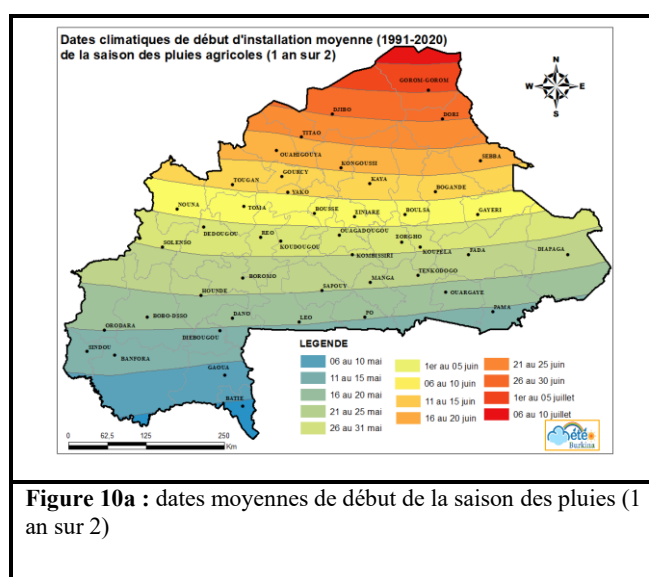 Dates climatiques de début d'installation moyenne (1991-2020)
de la saison des pluies agricoles (1 an sur 2)
N
W E
S
GOROM-GOROM
DJIBO
DORI
TITAO
OUAHIGOUYA
KONGOUSSI
SEBBA
GOURCY
TOUGAN
KAYA
YAKO
BOGANDE
NOUNA
TOMA
BOUSSE
ZINIARE
BOULSA
GAYERI
DEDOUGOU
REO
OUAGADOUGOU
SOLENSO
KOUDOUGOU
ZORGHO
KOUPELA
FADA
DIAPAGA
KOMBISSIRI
BOROMO
MANGA
TENKODOGO
HOUNDE
SAPOUY
OUARGAYE
BOBO-DSSO
DANO
LEO
PO
PAMA
ORODARA
DIEBOUGOU
SINDOU
BANFORA
GAOUA
BATIE
LEGENDE
06 au 10 mai
11 au 15 mai
16 au 20 mai
21 au 25 mai
26 au 31 mai
1er au 05 juin
06 au 10 juin
11 au 15 juin
16 au 20 juin
21 au 25 juin
26 au 30 juin
1er au 05 juillet
06 au 10 juillet
0 62,5 125 250
Km
Météo
Burkina
Figure 10a : dates moyennes de début de la saison des pluies (1
an sur 2)